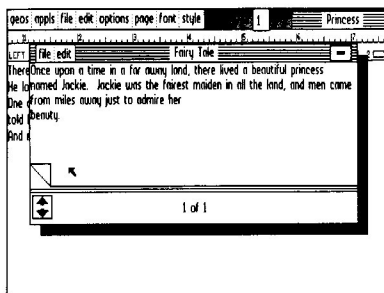 geos appls file edit options page font style 1 Princess
LEFT
file edit Fairy Tale
There Once upon a time in a far away land, there lived a beautiful princess
He lo named Jackie. Jackie was the fairest maiden in all the land, and men came
One from miles away just to admire her
told beauty.
And
1 of 1